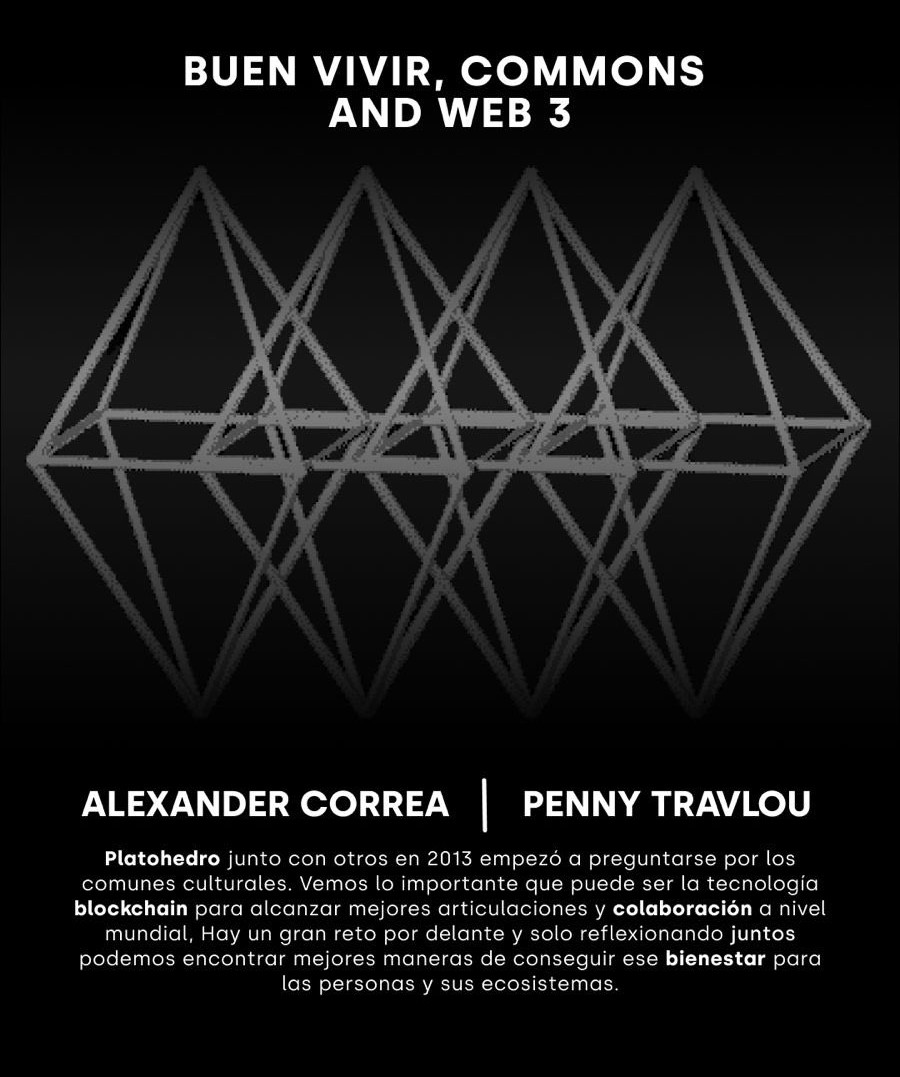 BUEN VIVIR, COMMONS
AND WEB 3
ALEXANDER CORREA | PENNY TRAVLOU
Platohedro junto con otros en 2013 empezó a preguntarse por los
comunes culturales. Vemos lo importante que puede ser la tecnología
blockchain para alcanzar mejores articulaciones y colaboración a nivel
mundial, Hay un gran reto por delante y solo reflexionando juntos
podemos encontrar mejores maneras de conseguir ese bienestar para
las personas y sus ecosistemas.